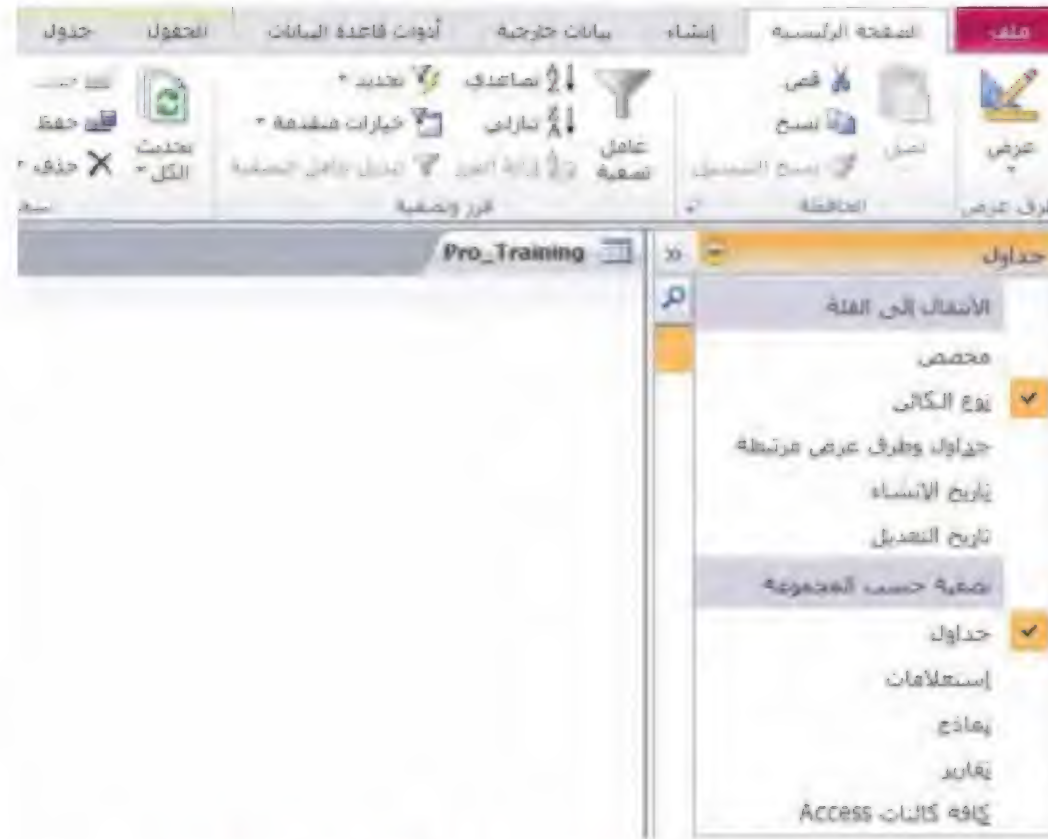 ملف الصفحة الرئيسية إنشاء بيانات خارجية أدوات قاعدة البيانات الحقول جدول
عرض
لصق
قص
نسخ
نسخ التنسيق
الحافظة
عامل تصفية
تصاعدي
تنازلي
إزالة الفرز
تحديد
خيارات متقدمة
تبديل عامل التصفية
فرز وتصفية
تحديث الكل
حفظ
حذف
طرق عرض
Pro_Training
جداول
الانتقال إلى الفئة
مخصص
نوع الكائن
جداول وطرق عرض مرتبطة
تاريخ الإنشاء
تاريخ التعديل
تصفية حسب المجموعة
جداول
إستعلامات
نماذج
تقارير
كافة كائنات Access